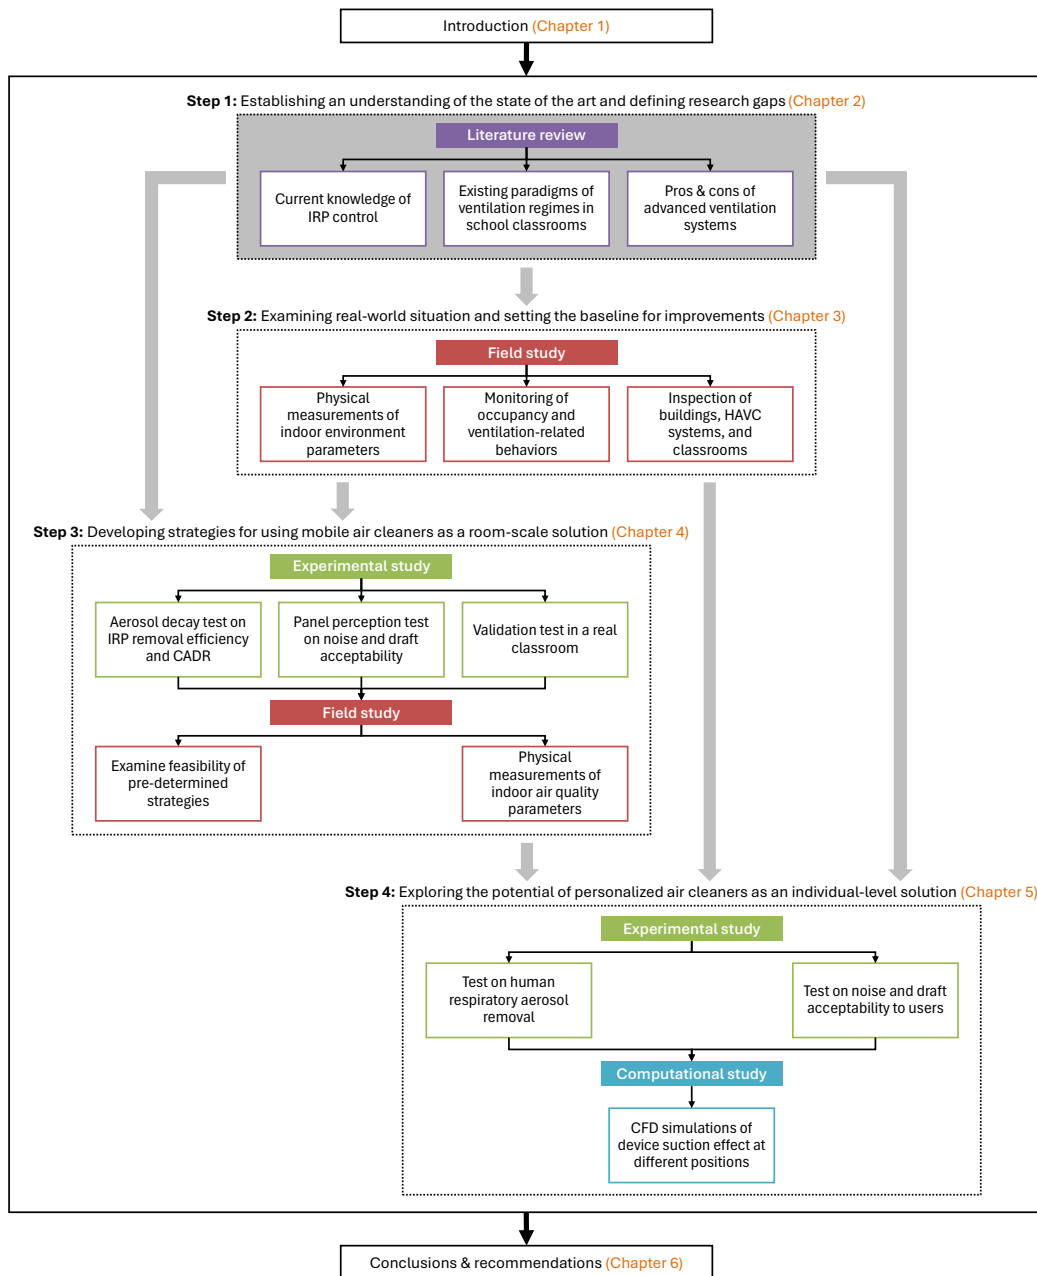 Introduction (Chapter 1)
Step 1: Establishing an understanding of the state of the art and defining research gaps (Chapter 2)
Literature review
Current knowledge of
IRP control
Existing paradigms of
ventilation regimes in
school classrooms
Pros & cons of
advanced ventilation
systems
Step 2: Examining real-world situation and setting the baseline for improvements (Chapter 3)
Field study
Physical
measurements of
indoor environment
parameters
Monitoring of
occupancy and
ventilation-related
behaviors
Inspection of
buildings, HAVC
systems, and
classrooms
Step 3: Developing strategies for using mobile air cleaners as a room-scale solution (Chapter 4)
Experimental study
Aerosol decay test on
IRP removal efficiency
and CADR
Panel perception test
on noise and draft
acceptability
Validation test in a real
classroom
Field study
Examine feasibility of
pre-determined
strategies
Physical
measurements of
indoor air quality
parameters
Step 4: Exploring the potential of personalized air cleaners as an individual-level solution (Chapter 5)
Experimental study
Test on human
respiratory aerosol
removal
Test on noise and draft
acceptability to users
Computational study
CFD simulations of
device suction effect at
different positions
Conclusions & recommendations (Chapter 6)